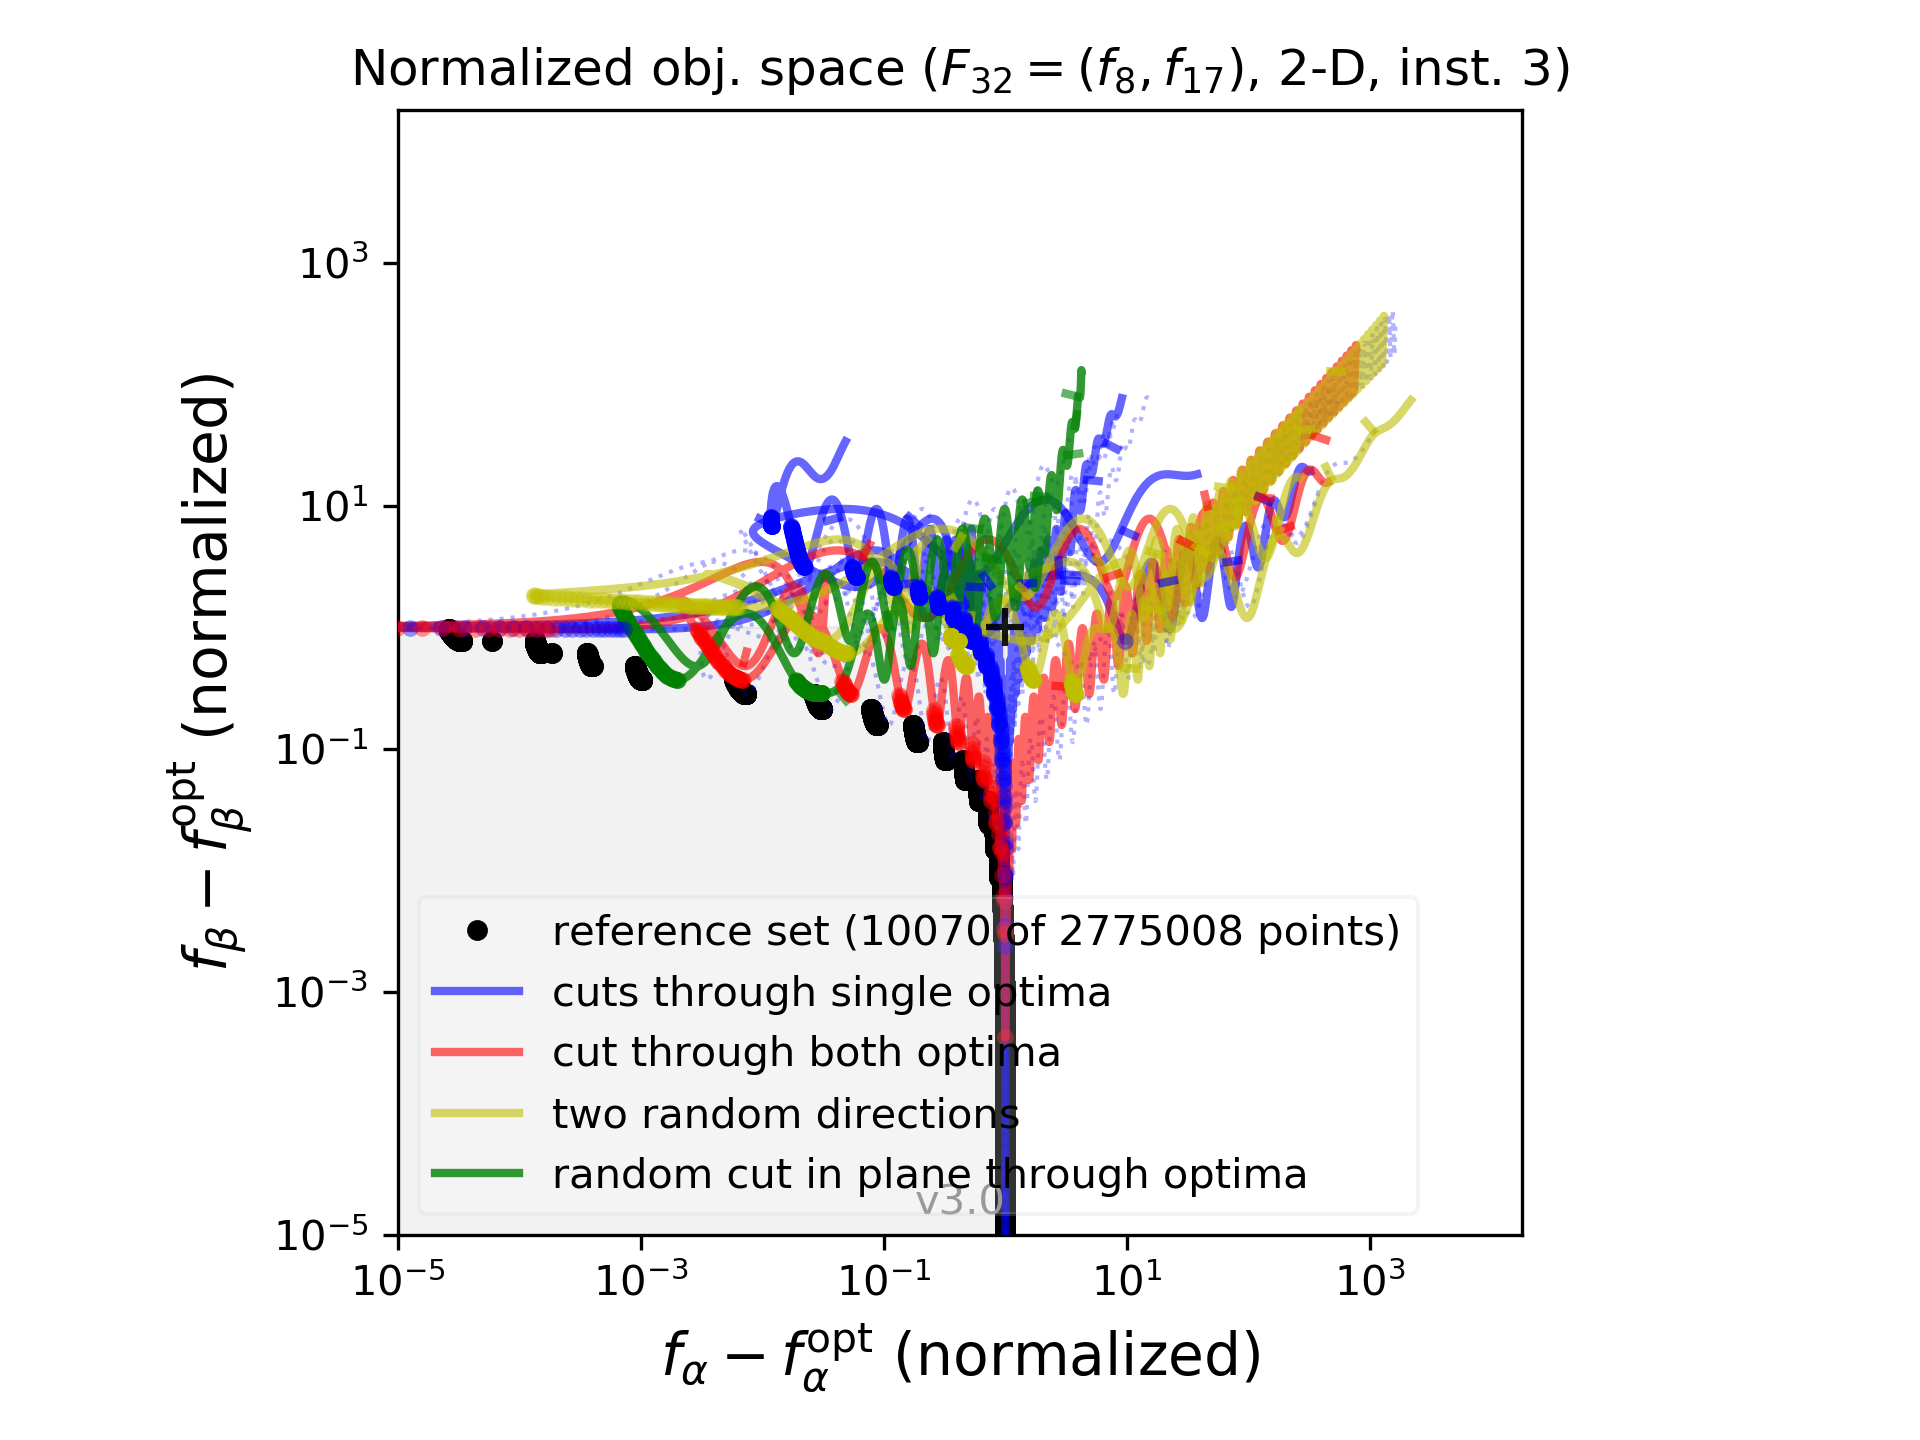 Normalized obj. space (F₃₂ = (f₈, f₁₇), 2-D, inst. 3)
f_β − f_β^opt (normalized)
10³
10¹
10⁻¹
10⁻³
10⁻⁵
reference set (10070 of 2775008 points)
cuts through single optima
cut through both optima
two random directions
random cut in plane through optima
v3.0
10⁻⁵ 10⁻³ 10⁻¹ 10¹ 10³
f_α − f_α^opt (normalized)